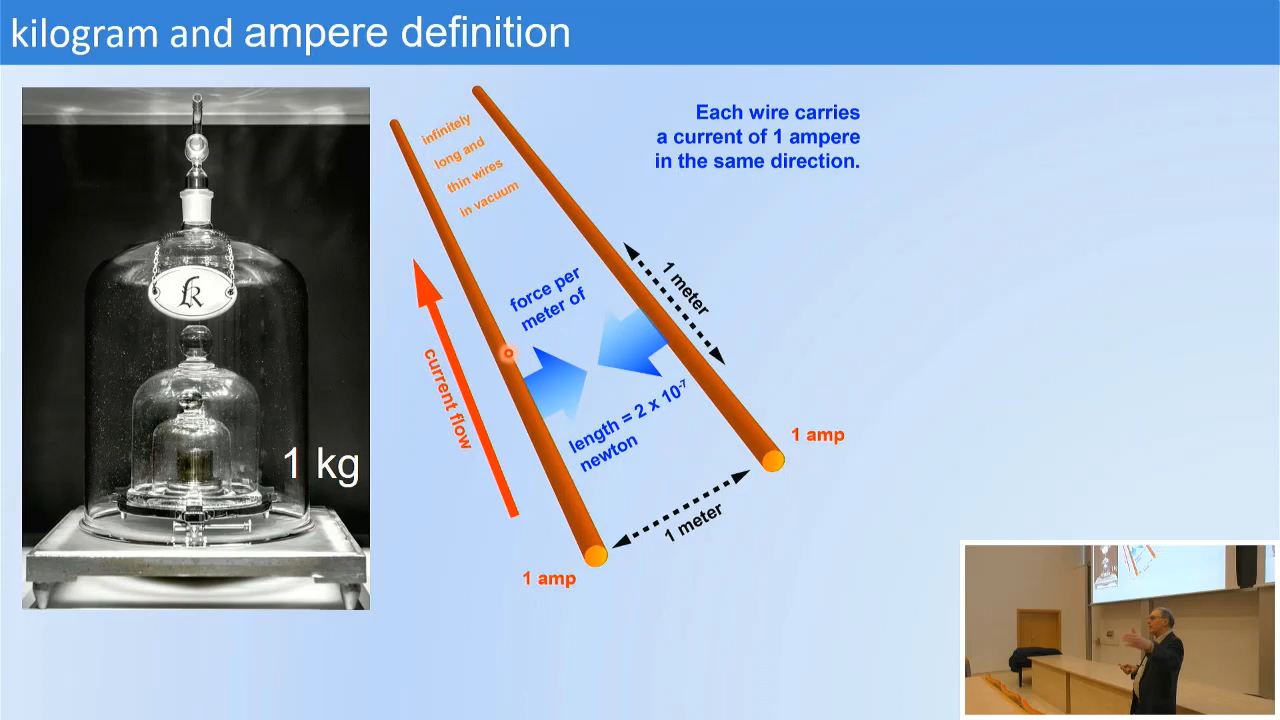 kilogram and ampere definition
k
1 kg
infinitely
long and
thin wires
in vacuum
Each wire carries
a current of 1 ampere
in the same direction.
1 meter
force per
meter of
current flow
length = 2 x 10⁻⁷
newton
1 amp
1 meter
1 amp